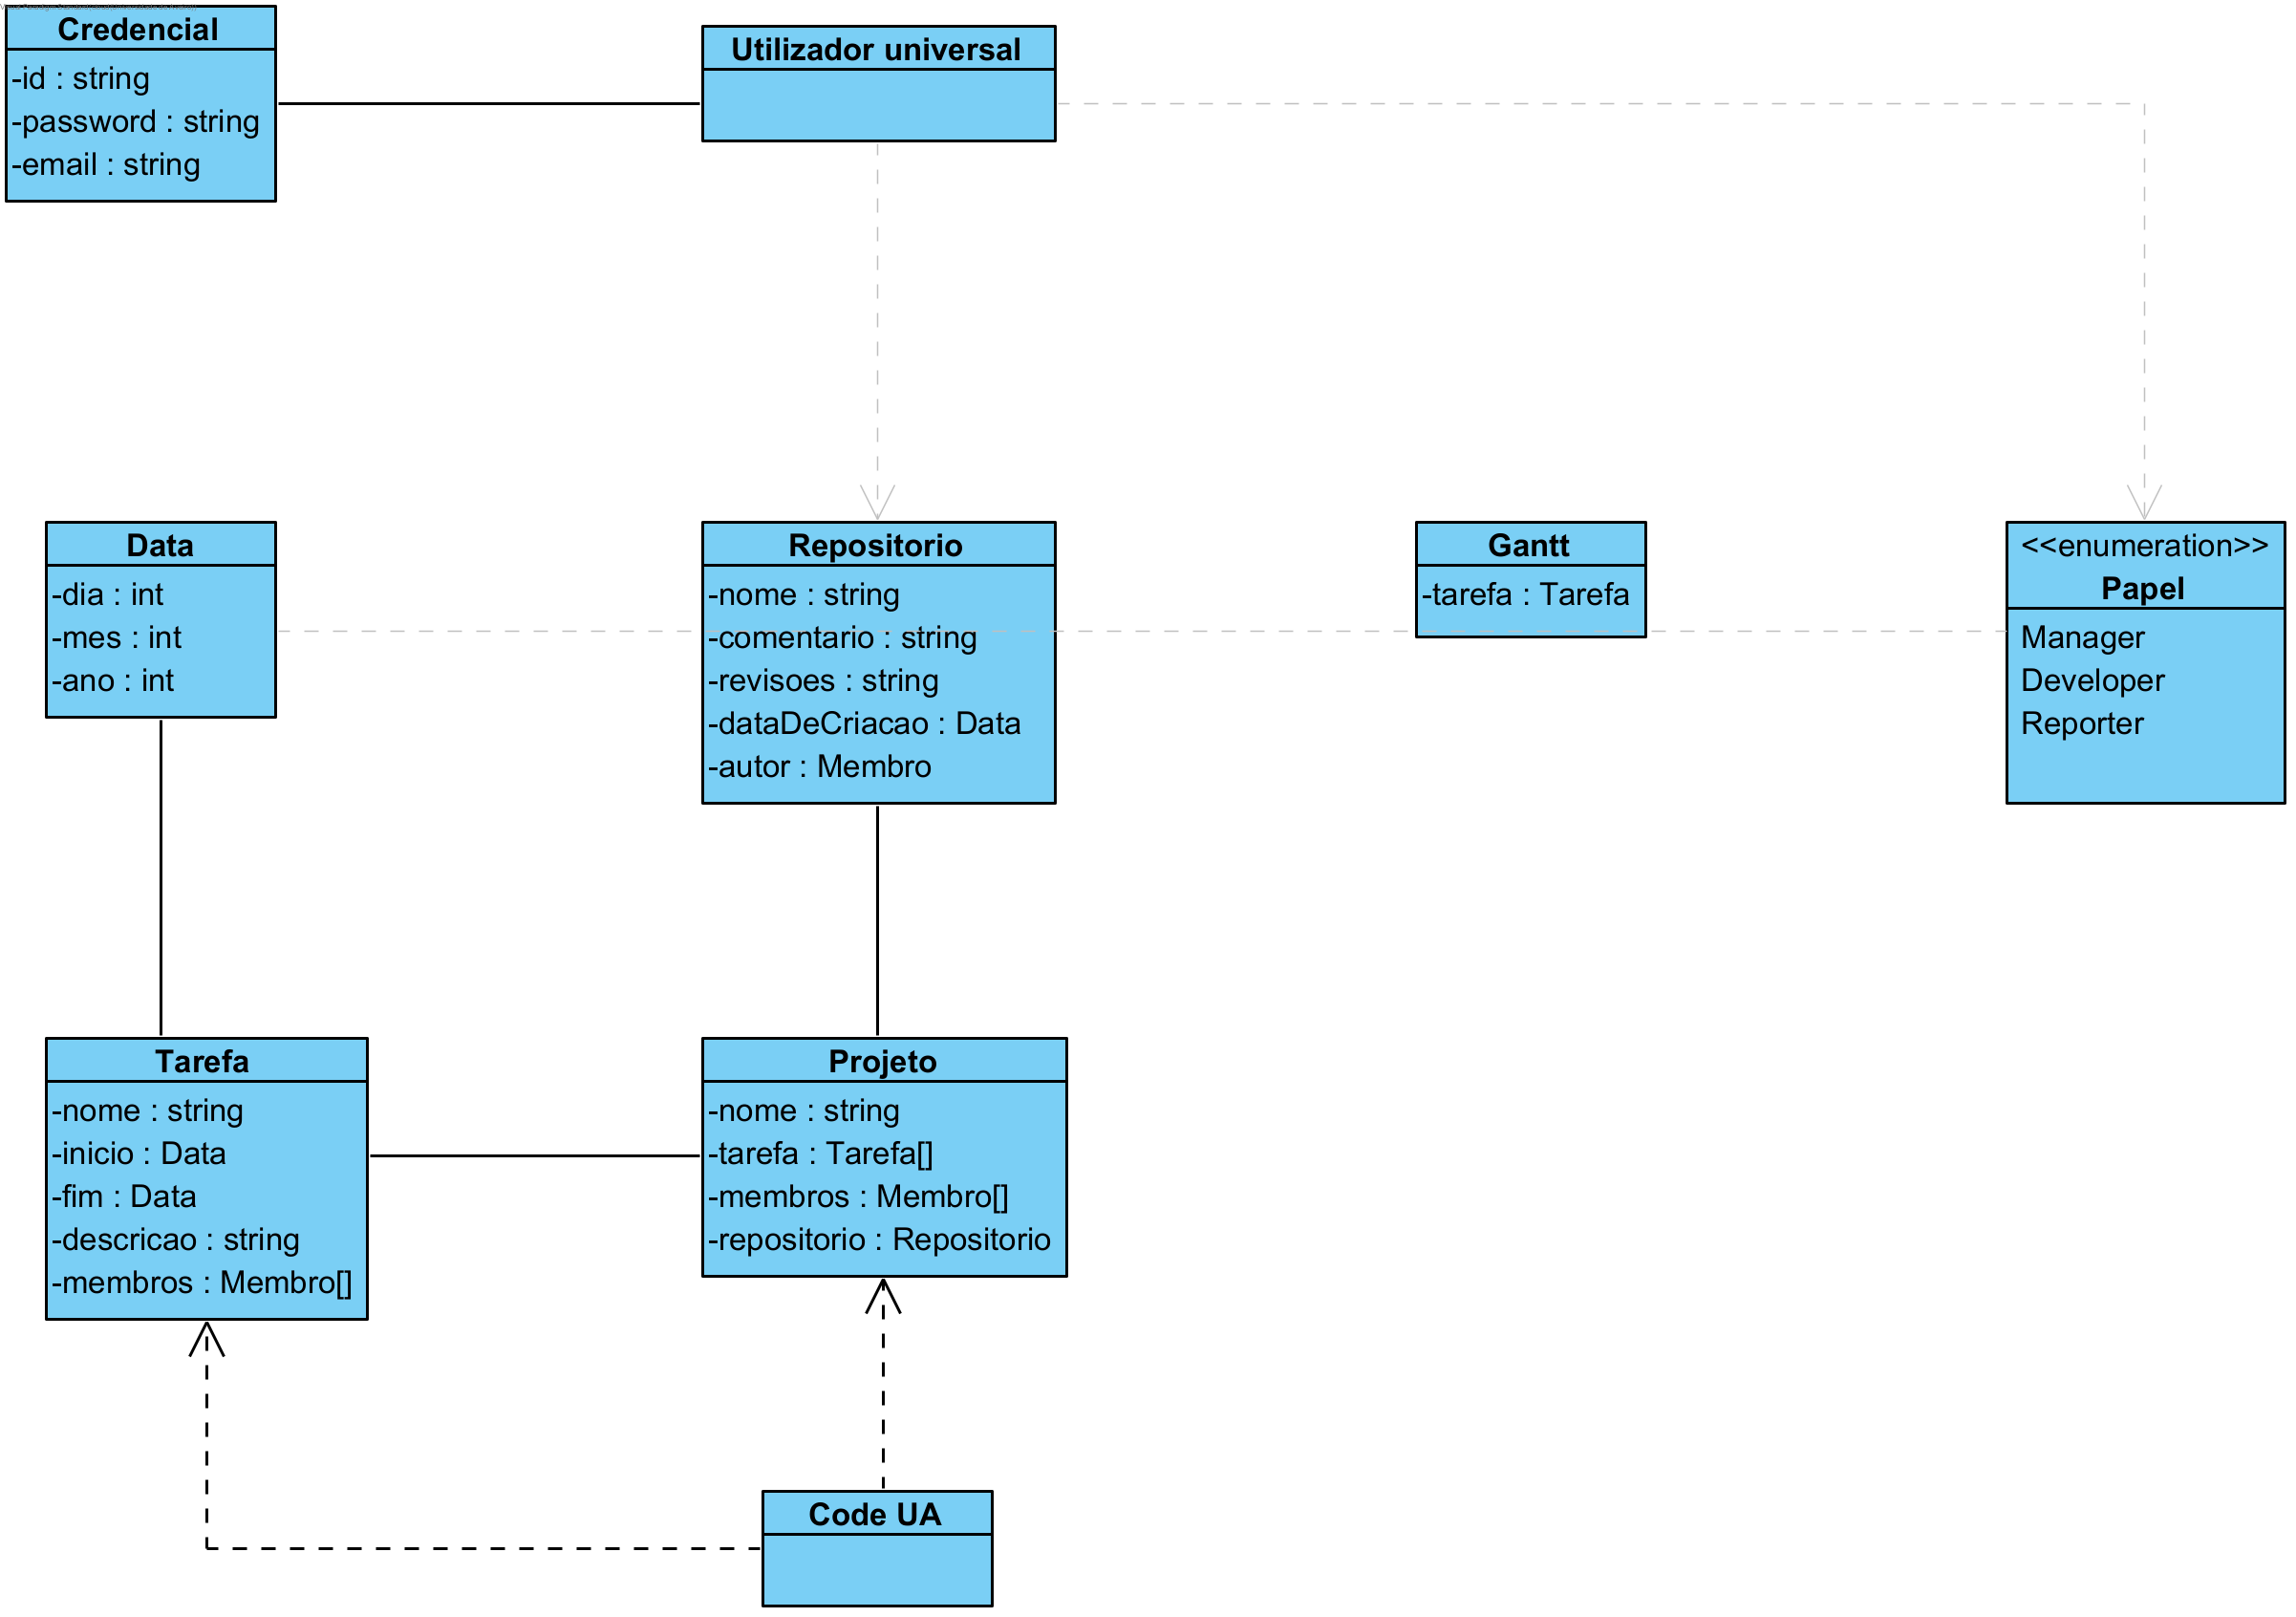 Credencial
-id : string
-password : string
-email : string
Utilizador universal
Data
-dia : int
-mes : int
-ano : int
Repositorio
-nome : string
-comentario : string
-revisoes : string
-dataDeCriacao : Data
-autor : Membro
Gantt
-tarefa : Tarefa
<<enumeration>>
Papel
Manager
Developer
Reporter
Tarefa
-nome : string
-inicio : Data
-fim : Data
-descricao : string
-membros : Membro[]
Projeto
-nome : string
-tarefa : Tarefa[]
-membros : Membro[]
-repositorio : Repositorio
Code UA